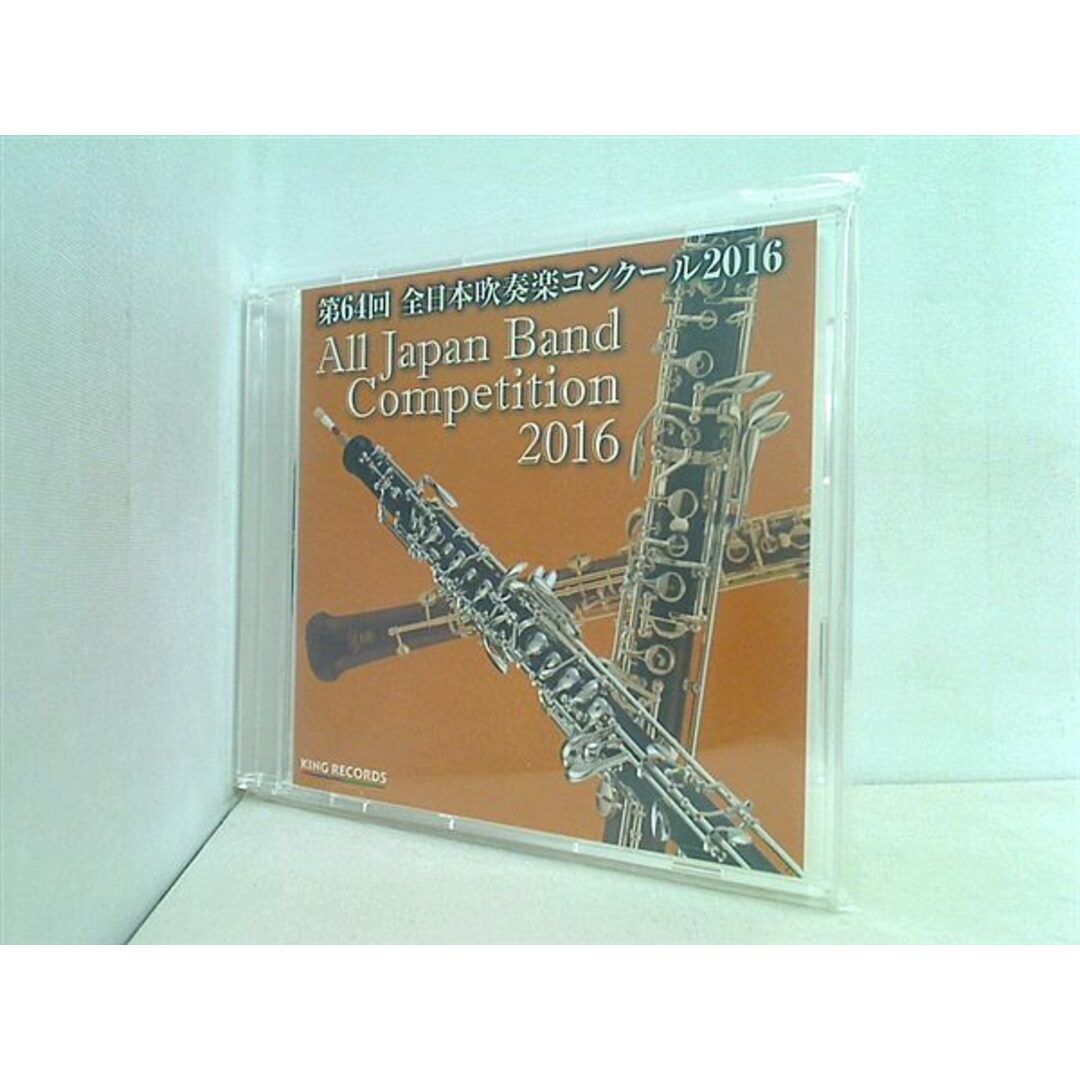 第64回 全日本吹奏楽コンクール2016
All Japan Band
Competition
2016
KING RECORDS